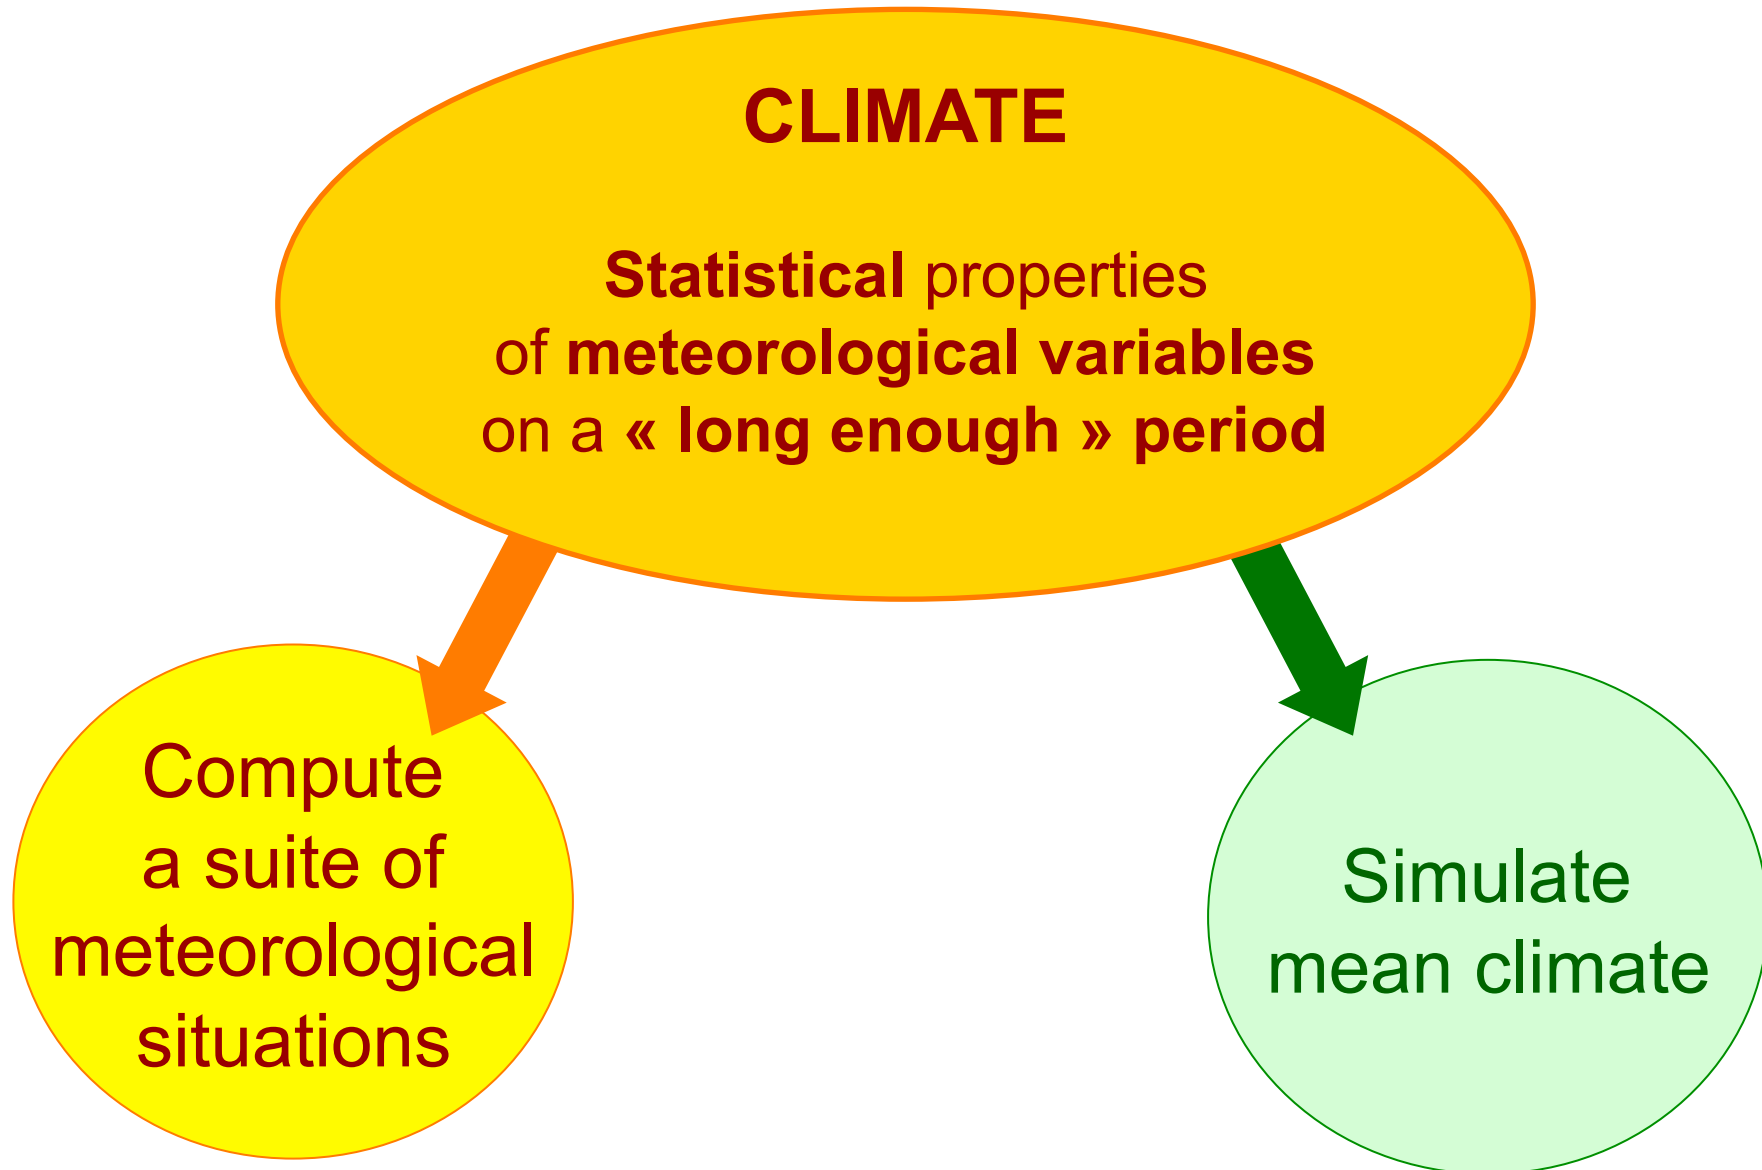 CLIMATE
Statistical properties
of meteorological variables
on a « long enough » period
Compute
a suite of
meteorological
situations
Simulate
mean climate